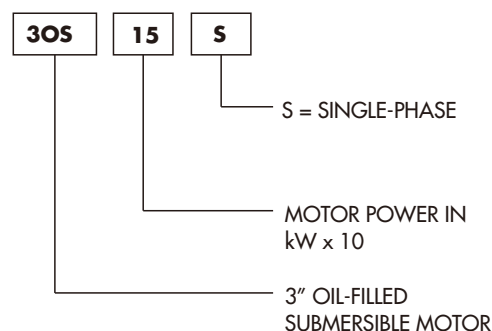 3OS 15 S
S = SINGLE-PHASE
MOTOR POWER IN
kW x 10
3" OIL-FILLED
SUBMERSIBLE MOTOR